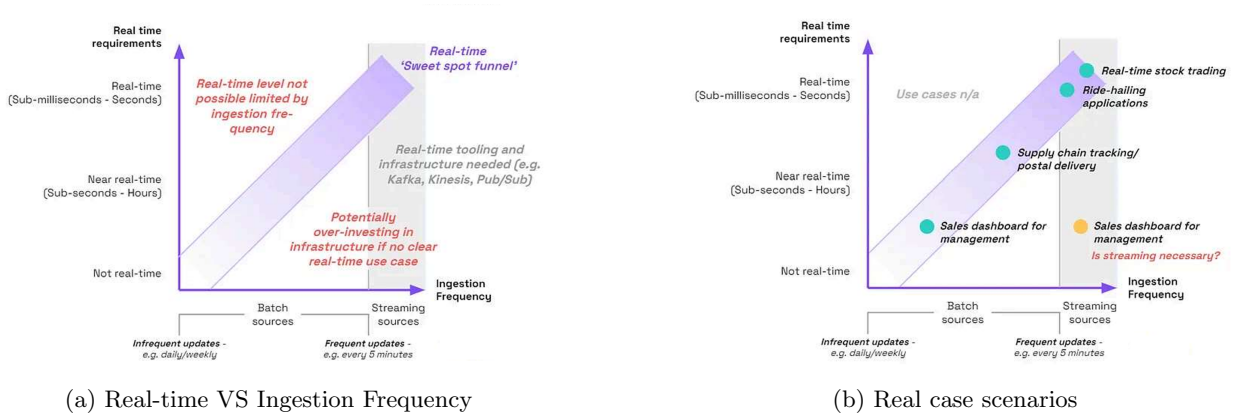 Real time
requirements
Real-time
'Sweet spot funnel'
Real-time
(Sub-milliseconds - Seconds)
Real-time level not
possible limited by
ingestion fre-
quency
Real-time tooling and
infrastructure needed (e.g.
Kafka, Kinesis, Pub/Sub)
Near real-time
(Sub-seconds - Hours)
Potentially
over-investing in
infrastructure if no clear
real-time use case
Not real-time
Ingestion
Frequency
Batch
sources
Streaming
sources
Infrequent updates -
e.g. daily/weekly
Frequent updates -
e.g. every 5 minutes
(a) Real-time VS Ingestion Frequency
Real time
requirements
Real-time
(Sub-milliseconds - Seconds)
Use cases n/a
Real-time stock trading
Ride-hailing
applications
Supply chain tracking/
postal delivery
Near real-time
(Sub-seconds - Hours)
Sales dashboard for
management
Sales dashboard for
management
Is streaming necessary?
Not real-time
Ingestion
Frequency
Batch
sources
Streaming
sources
Infrequent updates -
e.g. daily/weekly
Frequent updates -
e.g. every 5 minutes
(b) Real case scenarios